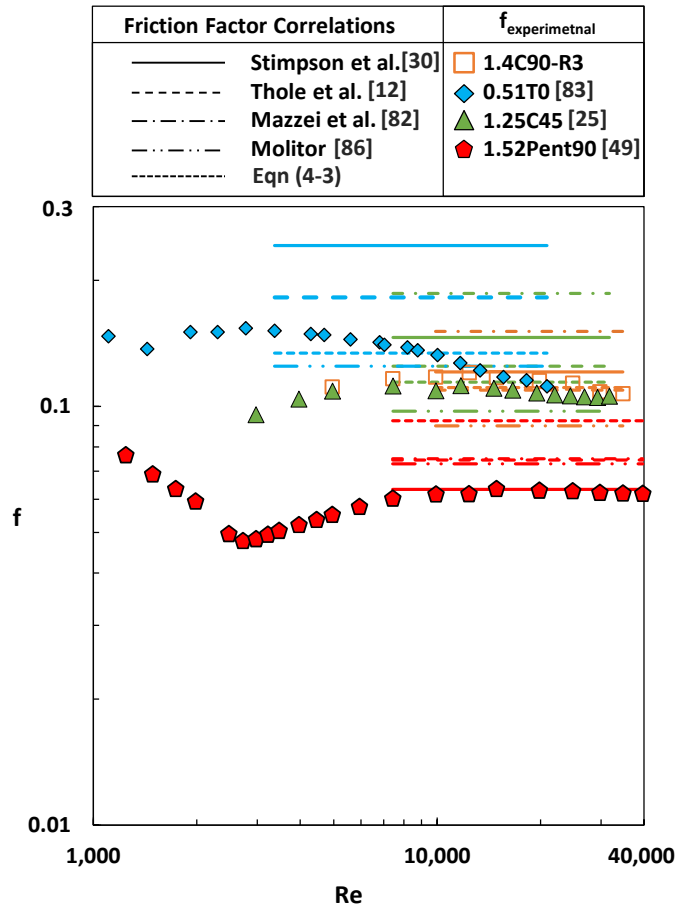 Friction Factor Correlations
f experimetnal
Stimpson et al.[30]
Thole et al. [12]
Mazzei et al. [82]
Molitor [86]
Eqn (4-3)
1.4C90-R3
0.51T0 [83]
1.25C45 [25]
1.52Pent90 [49]
0.3
0.1
f
0.01
1,000
10,000
40,000
Re